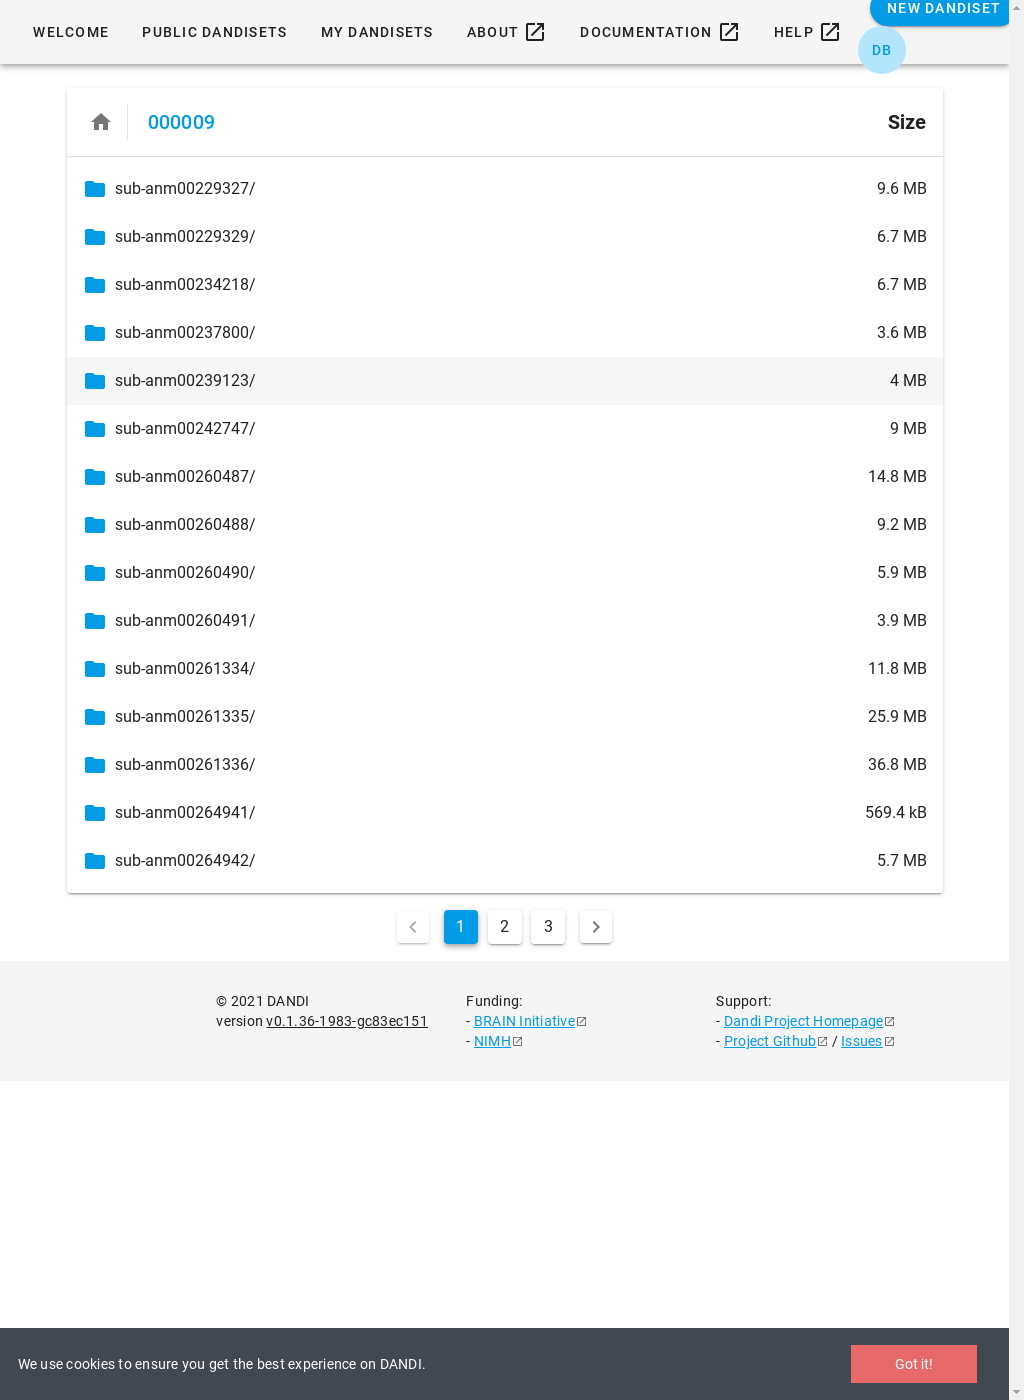 WELCOME PUBLIC DANDISETS MY DANDISETS ABOUT DOCUMENTATION HELP NEW DANDISET
DB
000009 Size
sub-anm00229327/ 9.6 MB
sub-anm00229329/ 6.7 MB
sub-anm00234218/ 6.7 MB
sub-anm00237800/ 3.6 MB
sub-anm00239123/ 4 MB
sub-anm00242747/ 9 MB
sub-anm00260487/ 14.8 MB
sub-anm00260488/ 9.2 MB
sub-anm00260490/ 5.9 MB
sub-anm00260491/ 3.9 MB
sub-anm00261334/ 11.8 MB
sub-anm00261335/ 25.9 MB
sub-anm00261336/ 36.8 MB
sub-anm00264941/ 569.4 kB
sub-anm00264942/ 5.7 MB
1 2 3
© 2021 DANDI
version v0.1.36-1983-gc83ec151
Funding:
- BRAIN Initiative
- NIMH
Support:
- Dandi Project Homepage
- Project Github / Issues
We use cookies to ensure you get the best experience on DANDI. Got it!